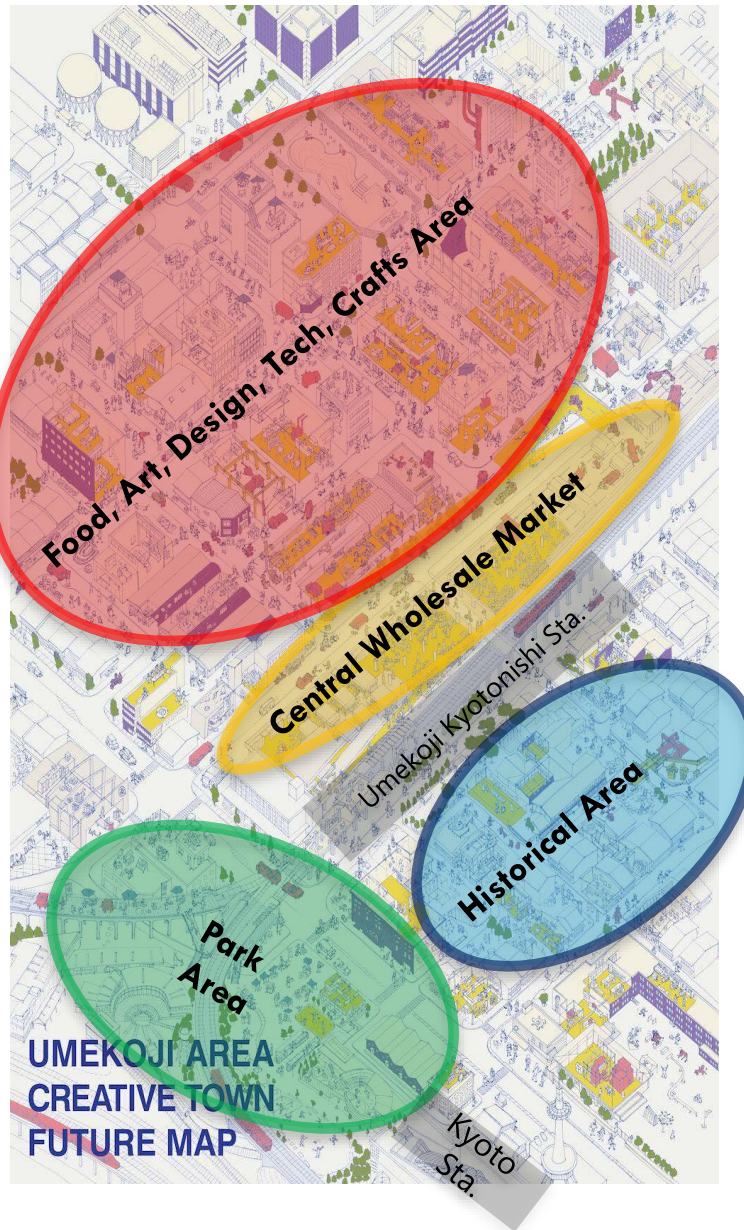 Food, Art, Design, Tech, Crafts Area
Central Wholesale Market
Umekoji Kyotonishi Sta.
Historical Area
Park
Area
UMEKOJI AREA
CREATIVE TOWN
FUTURE MAP
Kyoto
Sta.